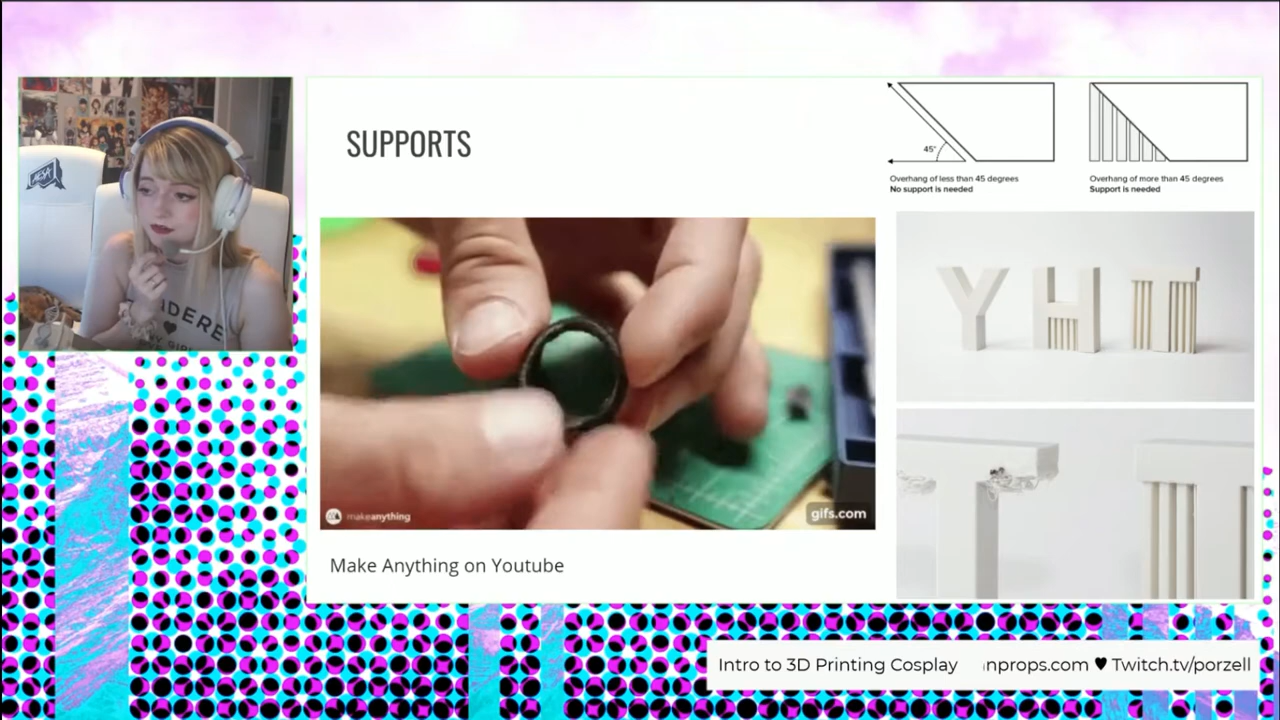 SUPPORTS
45°
Overhang of less than 45 degrees
No support is needed
Overhang of more than 45 degrees
Support is needed
Y H T
makeanything
gifs.com
Make Anything on Youtube
Intro to 3D Printing Cosplay
nprops.com ♥ Twitch.tv/porzell